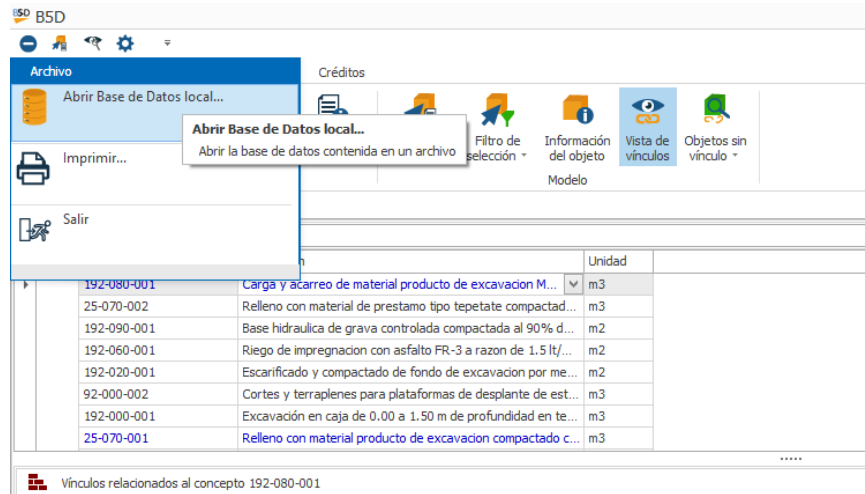 BSD B5D
Archivo
Créditos
Abrir Base de Datos local...
Abrir Base de Datos local...
Abrir la base de datos contenida en un archivo
Imprimir...
Salir
Filtro de
selección
Información
del objeto
Vista de
vínculos
Objetos sin
vínculo
Modelo
n Unidad
192-080-001 Carga y acarreo de material producto de excavacion M... m3
25-070-002 Relleno con material de prestamo tipo tepetate compactad... m3
192-090-001 Base hidraulica de grava controlada compactada al 90% d... m2
192-060-001 Riego de impregnacion con asfalto FR-3 a razon de 1.5 lt/... m2
192-020-001 Escarificado y compactado de fondo de excavacion por me... m2
92-000-002 Cortes y terraplenes para plataformas de desplante de est... m3
192-000-001 Excavación en caja de 0.00 a 1.50 m de profundidad en te... m3
25-070-001 Relleno con material producto de excavacion compactado c... m3
.....
Vínculos relacionados al concepto 192-080-001